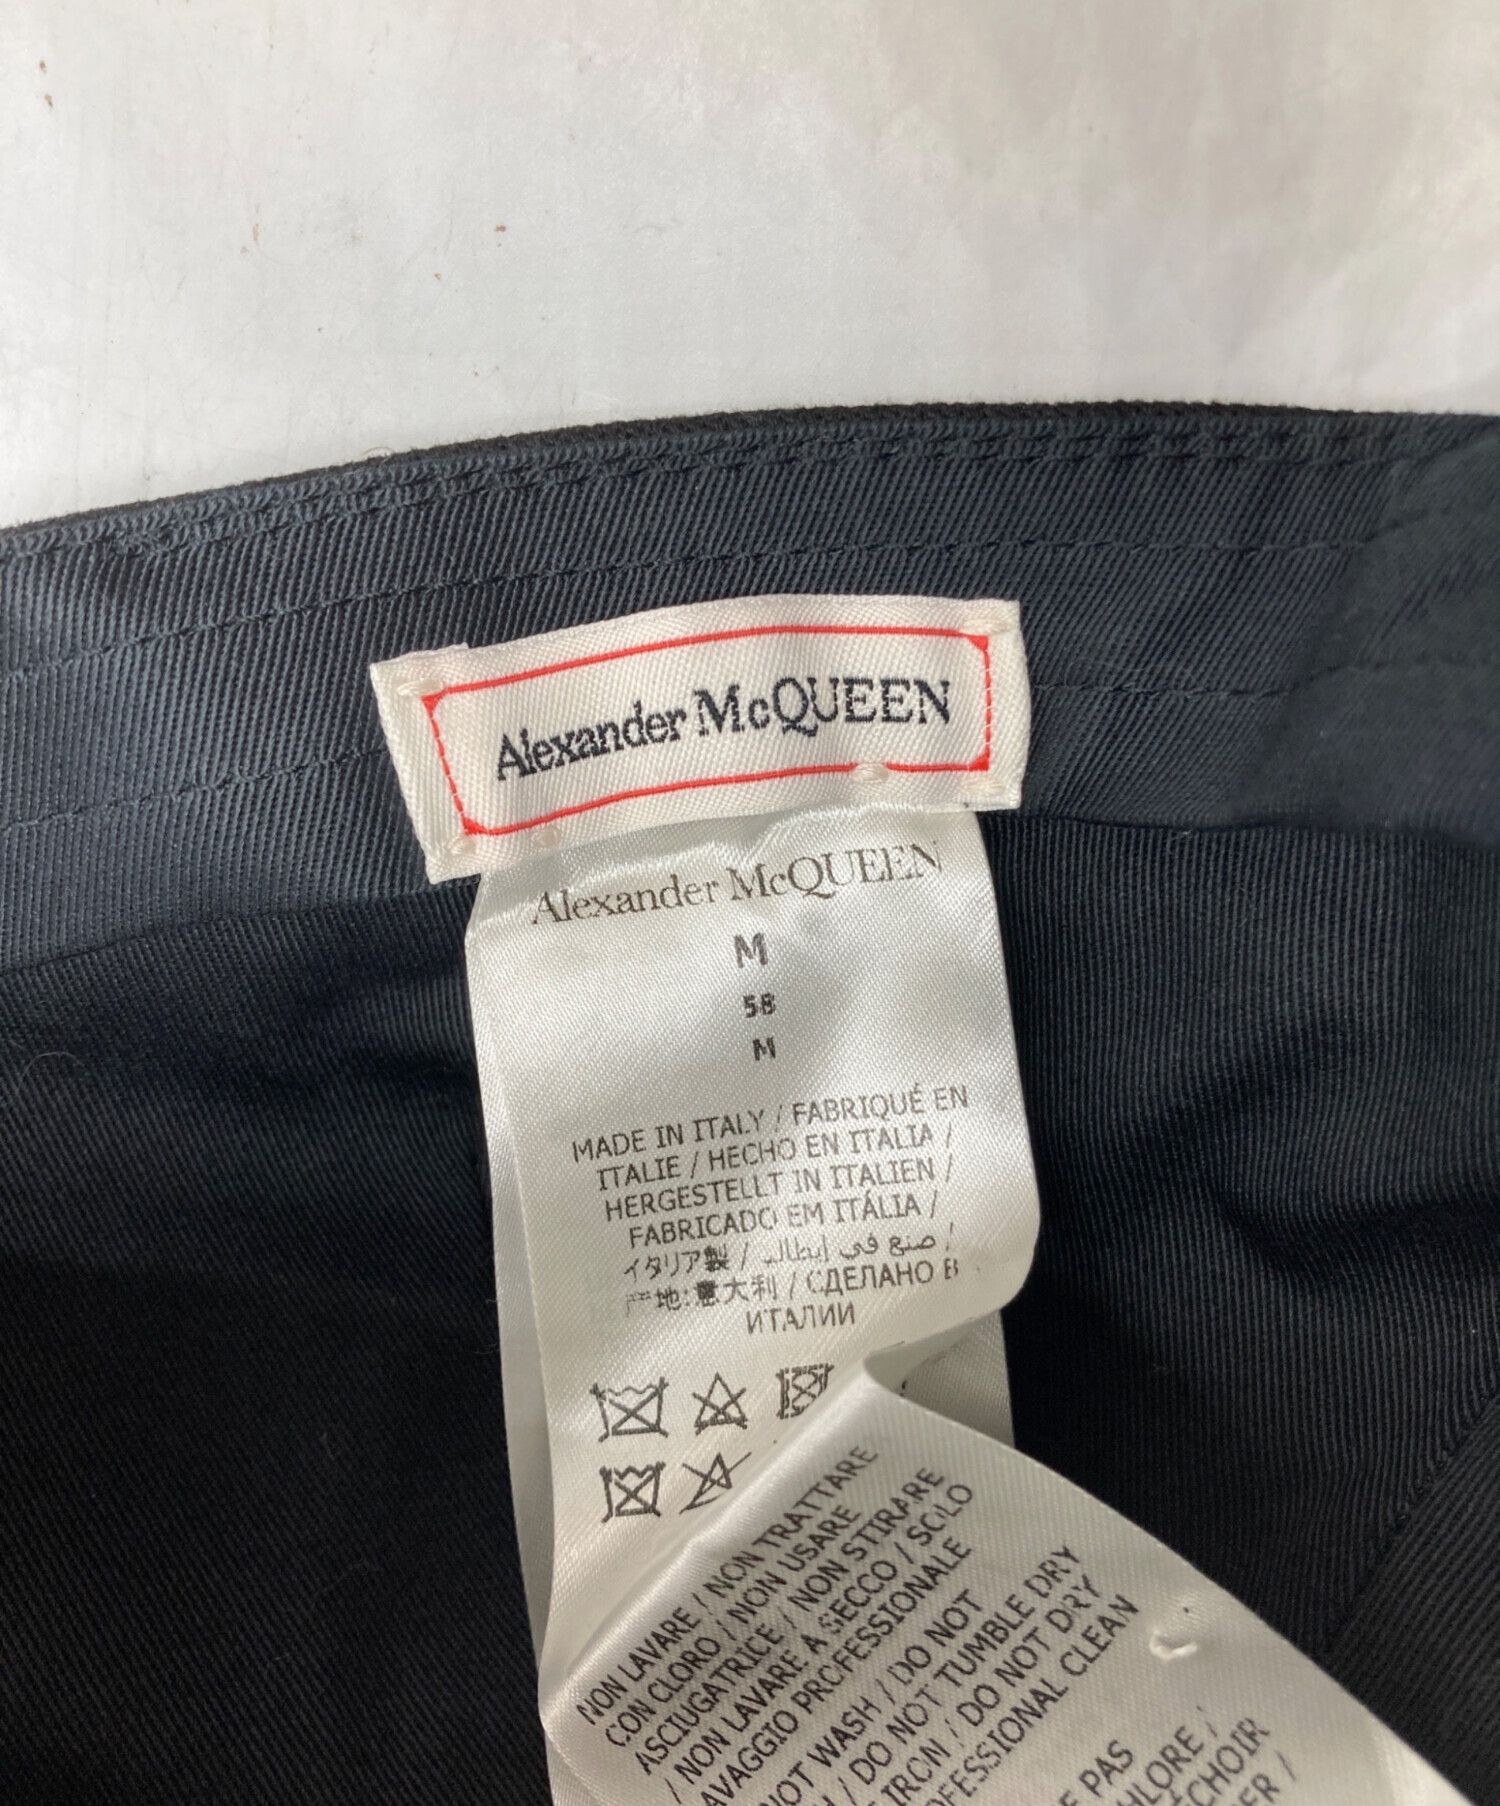 Alexander McQUEEN
Alexander McQUEEN
M
58
M
MADE IN ITALY / FABRIQUÉ EN
ITALIE / HECHO EN ITALIA /
HERGESTELLT IN ITALIEN /
FABRICADO EM ITÁLIA /
イタリア製 / صنع في إيطاليا /
产地:意大利 / СДЕЛАНО В
ИТАЛИИ
NON LAVARE / NON TRATTARE
CON CLORO / NON USARE
ASCIUGATRICE / NON STIRARE
/ NON LAVARE A SECCO / SOLO
LAVAGGIO PROFESSIONALE
NOT WASH / DO NOT
/ DO NOT TUMBLE DRY
IRON / DO NOT DRY
PROFESSIONAL CLEAN
PAS
CHLORE /